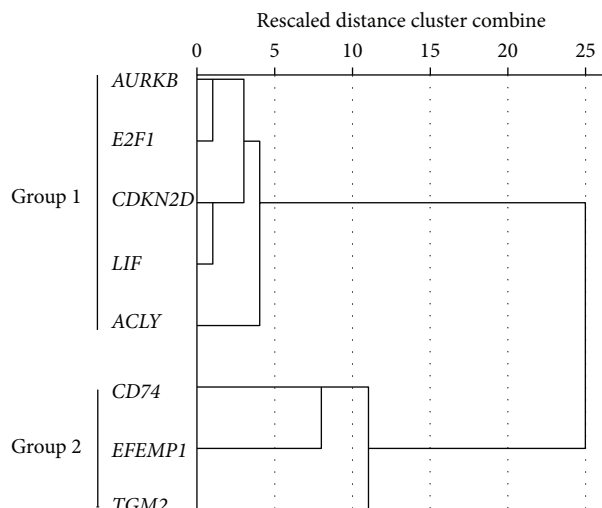 Rescaled distance cluster combine
0 5 10 15 20 25
AURKB
E2F1
Group 1
CDKN2D
LIF
ACLY
CD74
Group 2
EFEMP1
TGM2